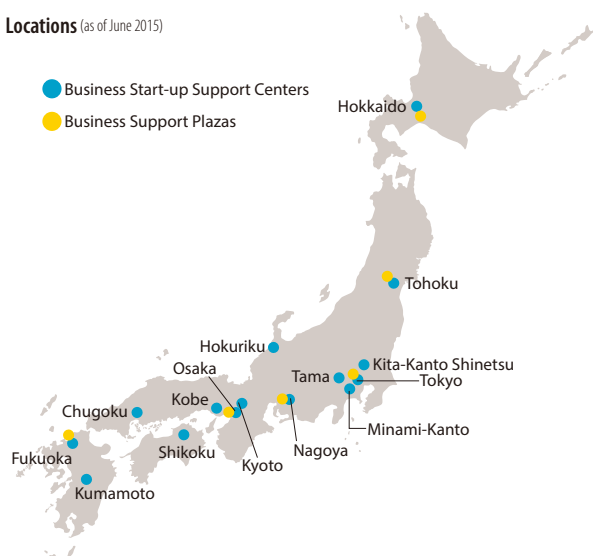 Locations (as of June 2015)
Business Start-up Support Centers
Business Support Plazas
Hokkaido
Tohoku
Hokuriku
Osaka
Kita-Kanto Shinetsu
Tama
Tokyo
Kobe
Chugoku
Minami-Kanto
Nagoya
Shikoku
Fukuoka
Kyoto
Kumamoto